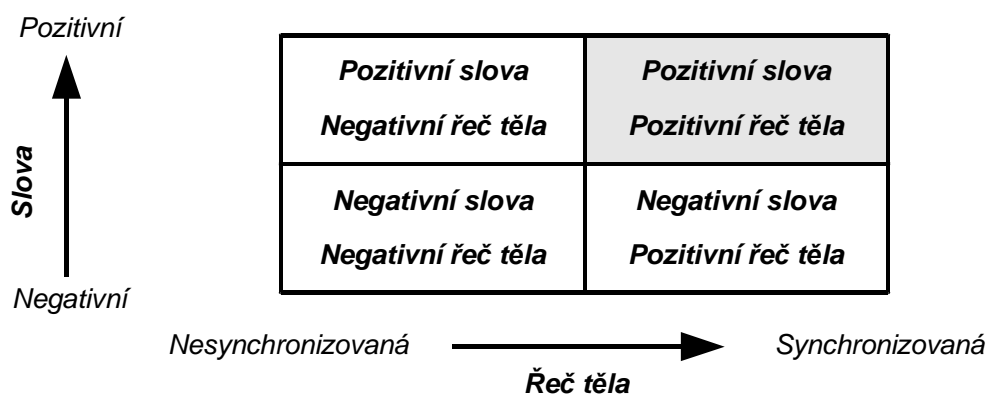 Pozitivní
Pozitivní slova
Negativní řeč těla
Pozitivní slova
Pozitivní řeč těla
Slova
Negativní slova
Negativní řeč těla
Negativní slova
Pozitivní řeč těla
Negativní
Nesynchronizovaná
Synchronizovaná
Řeč těla